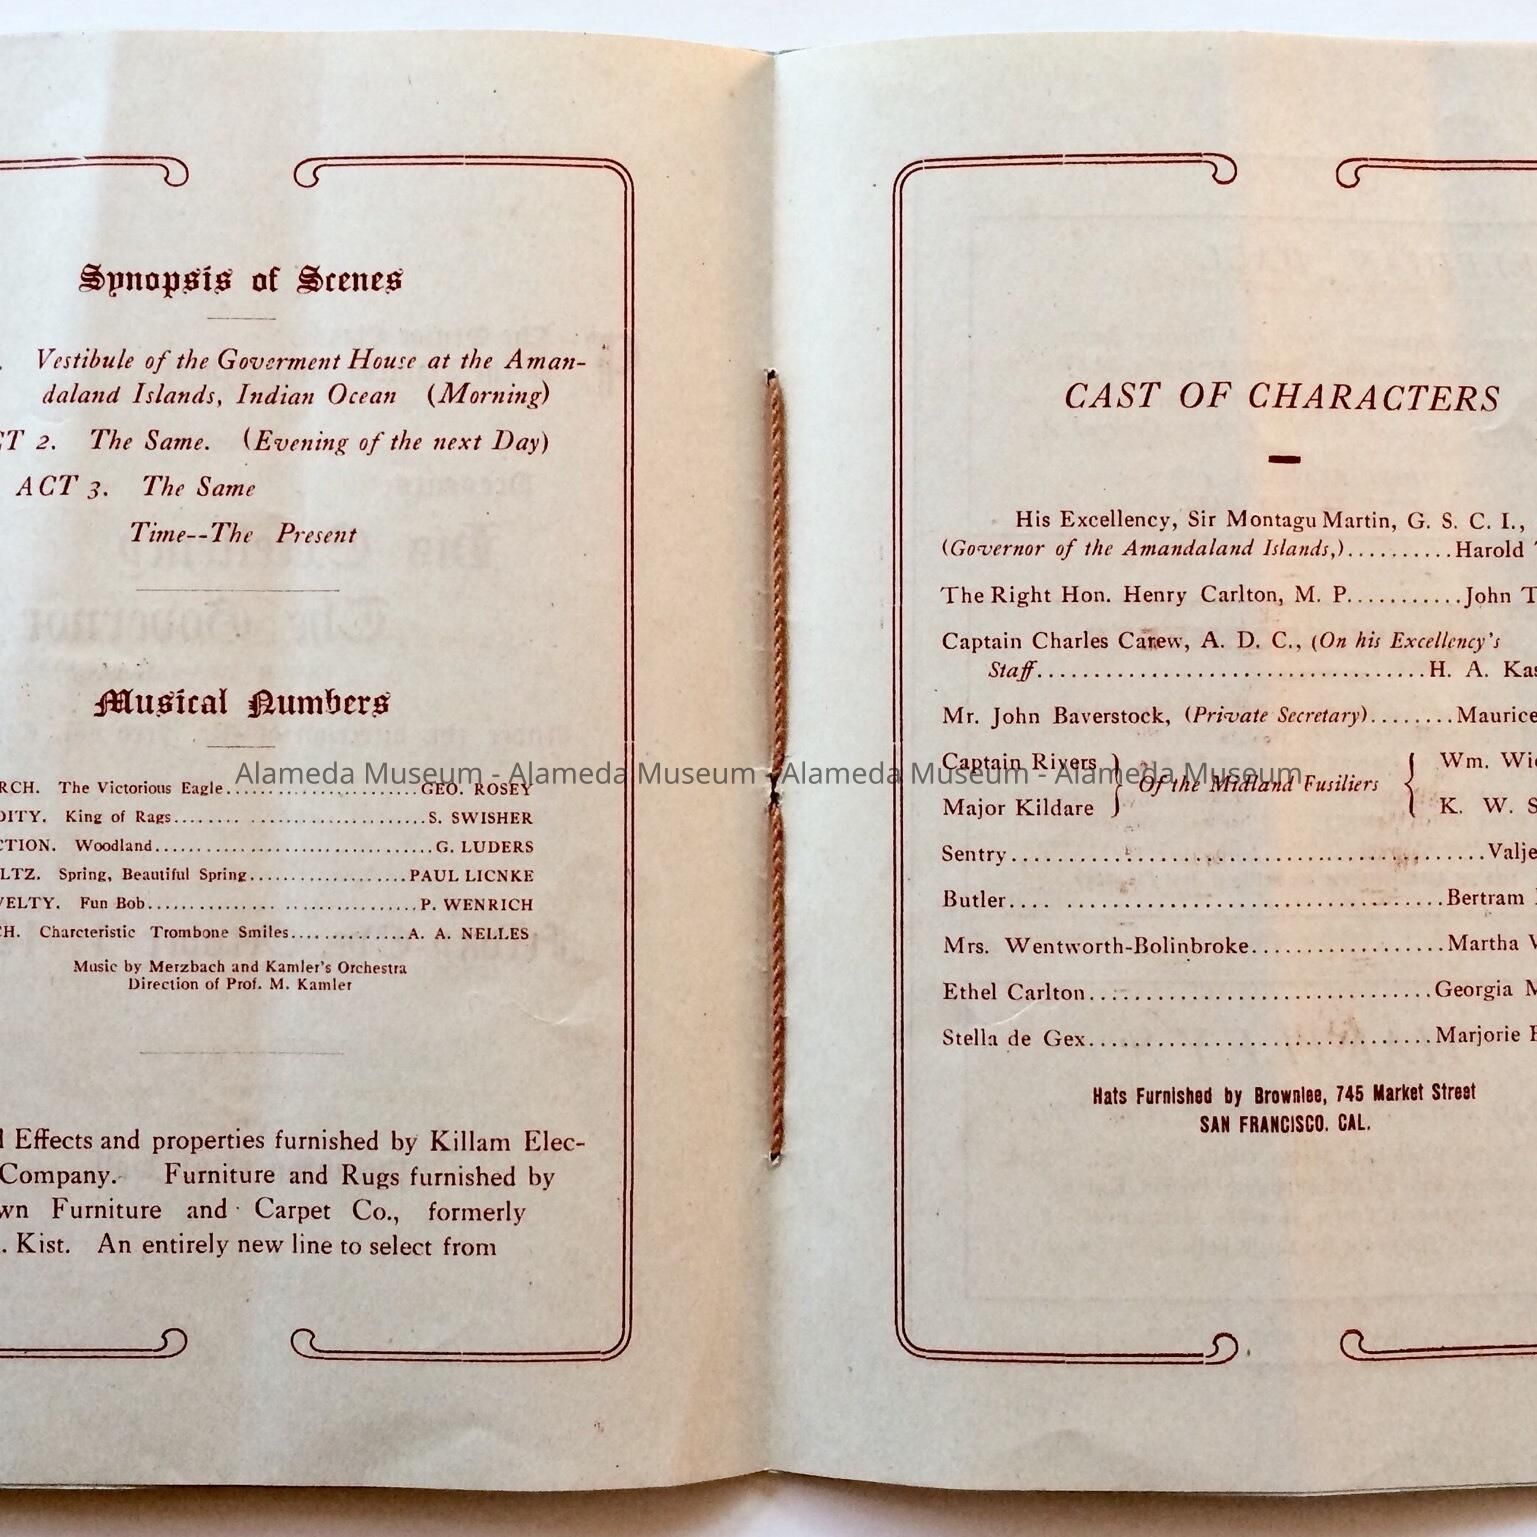 Synopsis of Scenes
Vestibule of the Goverment House at the Aman-
daland Islands, Indian Ocean (Morning)
2. The Same. (Evening of the next Day)
ACT 3. The Same
Time--The Present
Musical Numbers
The Victorious Eagle........................GEO. ROSEY
King of Rags........ ......................S. SWISHER
Woodland.................................G. LUDERS
Spring, Beautiful Spring...................PAUL LICNKE
Fun Bob............... ................P. WENRICH
Charcteristic Trombone Smiles..............A. A. NELLES
Music by Merzbach and Kamler's Orchestra
Direction of Prof. M. Kamler
Effects and properties furnished by Killam Elec-
Company. Furniture and Rugs furnished by
Furniture and Carpet Co., formerly
Kist. An entirely new line to select from
CAST OF CHARACTERS
His Excellency, Sir Montagu Martin, G. S. C. I.,
(Governor of the Amandaland Islands,)..........Harold
The Right Hon. Henry Carlton, M. P...........John T
Captain Charles Carew, A. D. C., (On his Excellency's
Staff..................................H. A. Kas
Mr. John Baverstock, (Private Secretary)........Maurice
Captain Rivers } Of the Midland Fusiliers { Wm. Wi
Major Kildare K. W. S
Sentry..........................................Valje
Butler.... .................................Bertram
Mrs. Wentworth-Bolinbroke.................Martha
Ethel Carlton..............................Georgia M
Stella de Gex..............................Marjorie
Hats Furnished by Brownlee, 745 Market Street
SAN FRANCISCO. CAL.
Alameda Museum - Alameda Museum - Alameda Museum - Alameda Museum